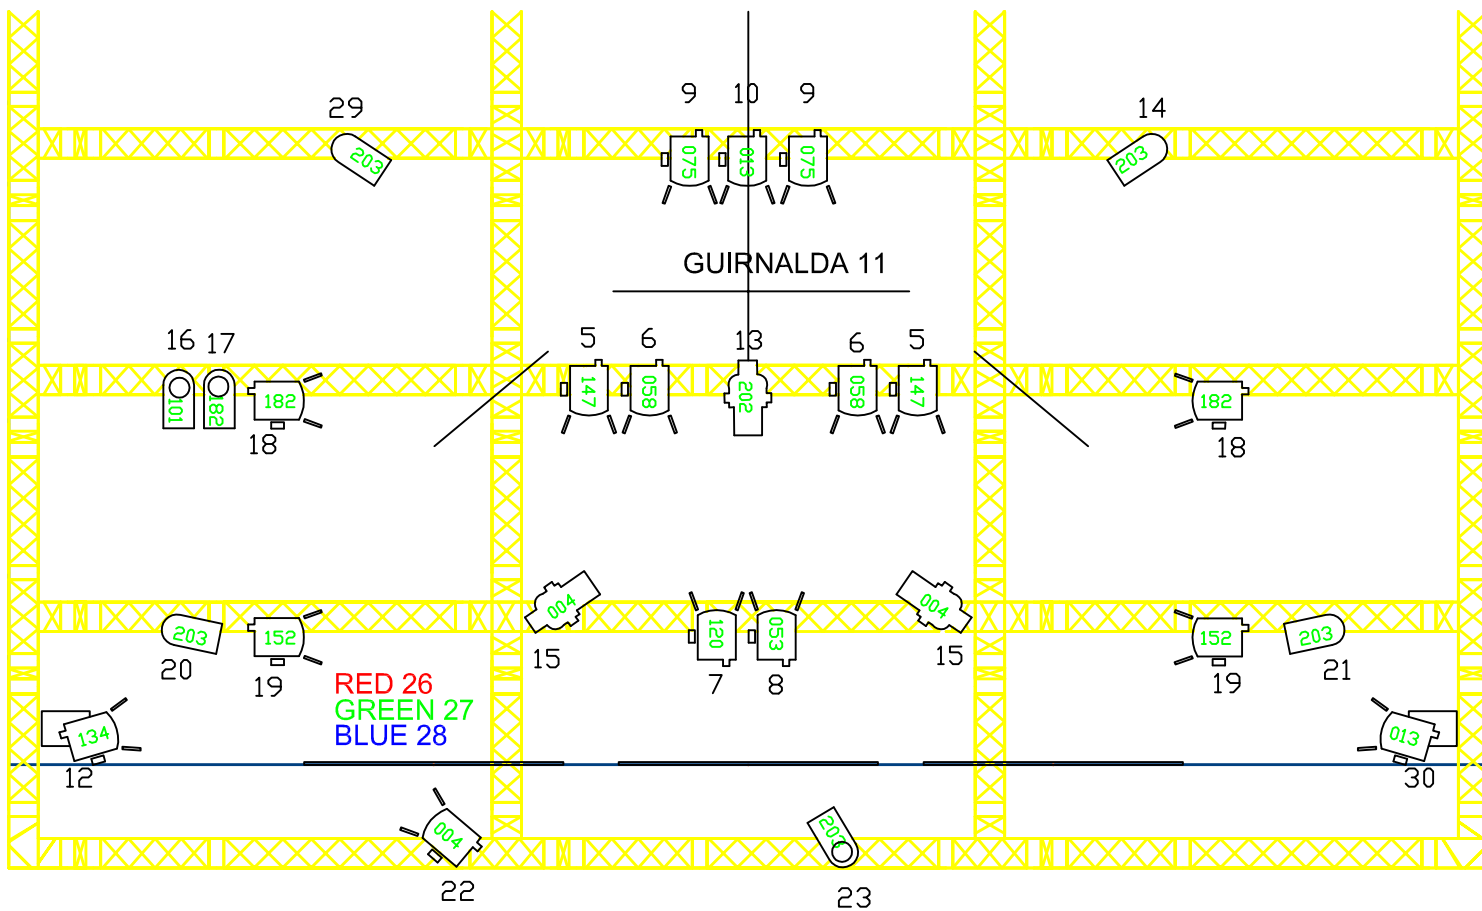 29 9 10 9 14
203 075 013 075 203
GUIRNALDA 11
16 17 5 6 13 6 5
101 182 182 147 058 202 058 147 182
18 18
004 004
203 152 120 053 152 203
20 19 15 7 8 15 19 21
RED 26
GREEN 27
BLUE 28
134 013
12 30
004 203
22 23